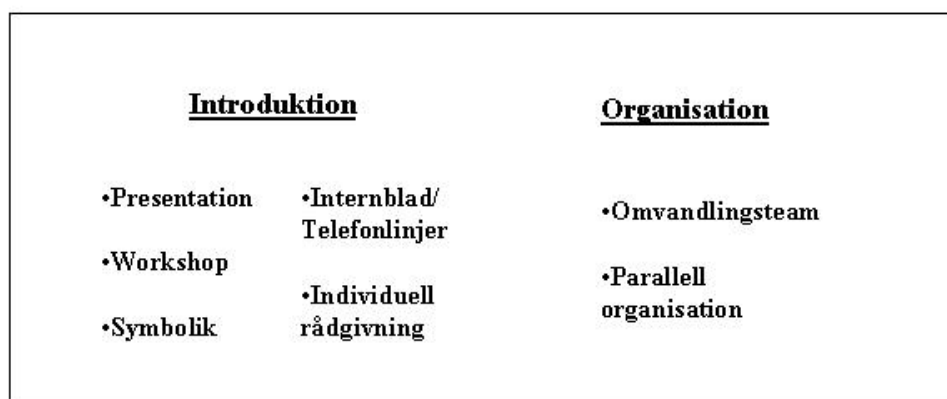 Introduktion
•Presentation
•Workshop
•Symbolik
•Internblad/
Telefonlinjer
•Individuell
rådgivning
Organisation
•Omvandlingsteam
•Parallell
organisation